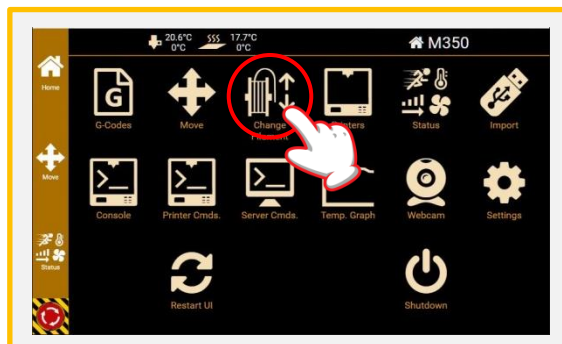 20.6°C 17.7°C
0°C 0°C
M350
Home
Move
Status
G
G-Codes
Move
Change
Filament
Printers
Status
Import
Console
Printer Cmds.
Server Cmds.
Temp. Graph
Webcam
Settings
Restart UI
Shutdown